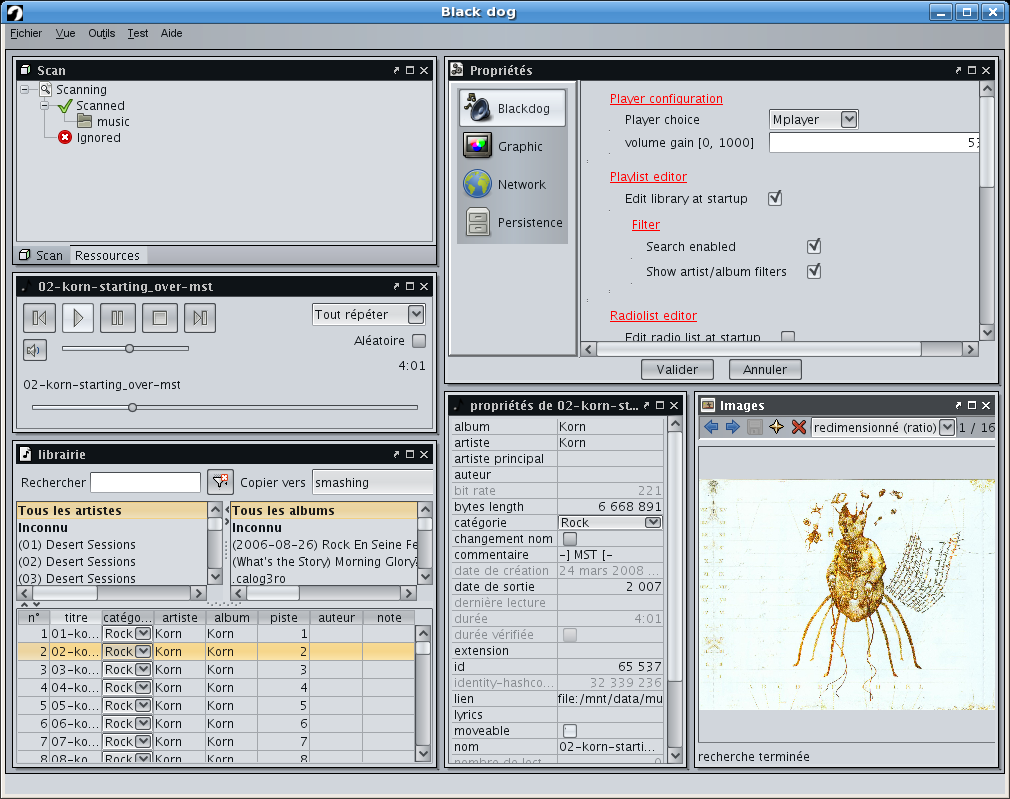 Black dog
Fichier Vue Outils Test Aide
Scan
Scanning
Scanned
music
Ignored
Scan Ressources
02-korn-starting_over-mst
Tout répéter
Aléatoire
4:01
02-korn-starting_over-mst
librairie
Rechercher Copier vers smashing
Tous les artistes
Inconnu
(01) Desert Sessions
(02) Desert Sessions
(03) Desert Sessions
Tous les albums
Inconnu
(2006-08-26) Rock En Seine Fe
(What's the Story) Morning Glory
.calog3ro
n° titre catégo... artiste album piste auteur note
1 01-ko... Rock Korn Korn 1
2 02-ko... Rock Korn Korn 2
3 03-ko... Rock Korn Korn 3
4 04-ko... Rock Korn Korn 4
5 05-ko... Rock Korn Korn 5
6 06-ko... Rock Korn Korn 6
7 07-ko... Rock Korn Korn 7
8 08-ko... Rock Korn Korn 8
Propriétés
Blackdog
Graphic
Network
Persistence
Player configuration
Player choice Mplayer
volume gain [0, 1000] 53
Playlist editor
Edit library at startup
Filter
Search enabled
Show artist/album filters
Radiolist editor
Edit radio list at startup
Valider Annuler
propriétés de 02-korn-st...
album Korn
artiste Korn
artiste principal
auteur
bit rate 221
bytes length 6 668 891
catégorie Rock
changement nom
commentaire -] MST [-
date de création 24 mars 2008 ...
date de sortie 2 007
dernière lecture
durée 4:01
durée vérifiée
extension
id 65 537
identity-hashco... 32 339 236
lien file:/mnt/data/mu
lyrics
moveable
nom 02-korn-starti...
nombre de lect... 0
Images
redimensionné (ratio) 1 / 16
recherche terminée